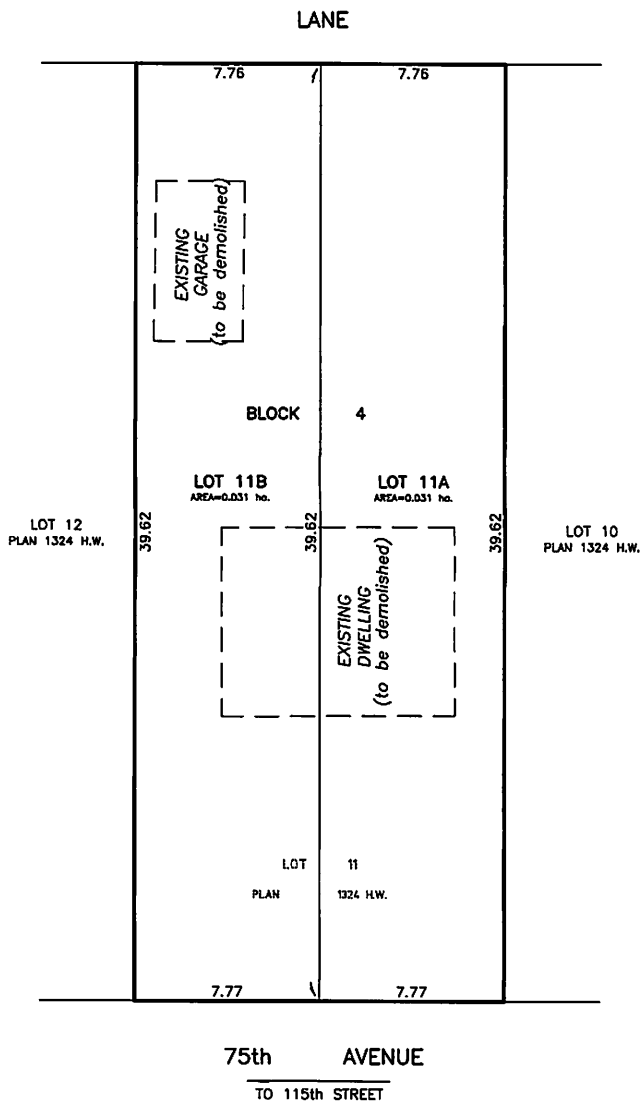 LANE
7.76 7.76
EXISTING
GARAGE
(to be demolished)
BLOCK 4
LOT 11B
AREA=0.031 ha.
LOT 11A
AREA=0.031 ha.
LOT 12
PLAN 1324 H.W.
39.62
39.62
39.62
LOT 10
PLAN 1324 H.W.
EXISTING
DWELLING
(to be demolished)
LOT 11
PLAN 1324 H.W.
7.77 7.77
75th AVENUE
TO 115th STREET